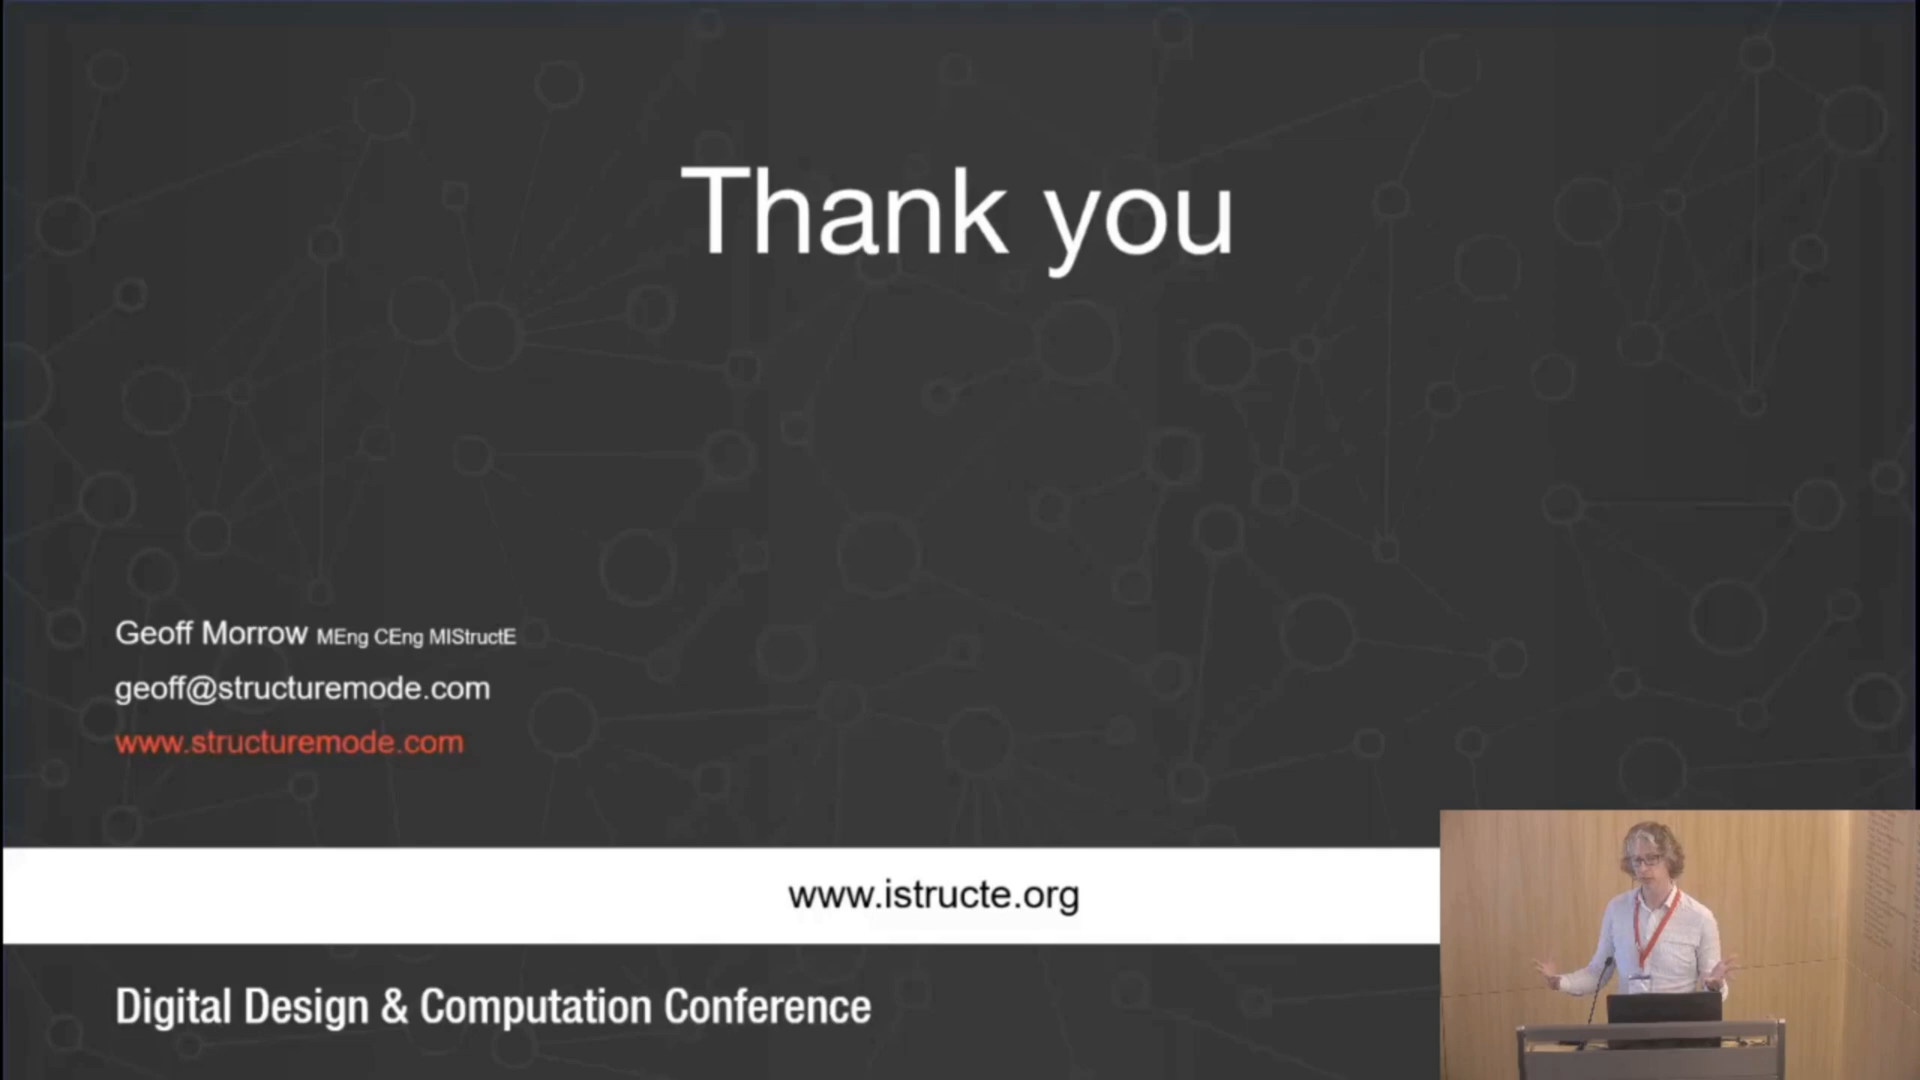 Thank you
Geoff Morrow MEng CEng MIStructE
geoff@structuremode.com
www.structuremode.com
www.istructe.org
Digital Design & Computation Conference